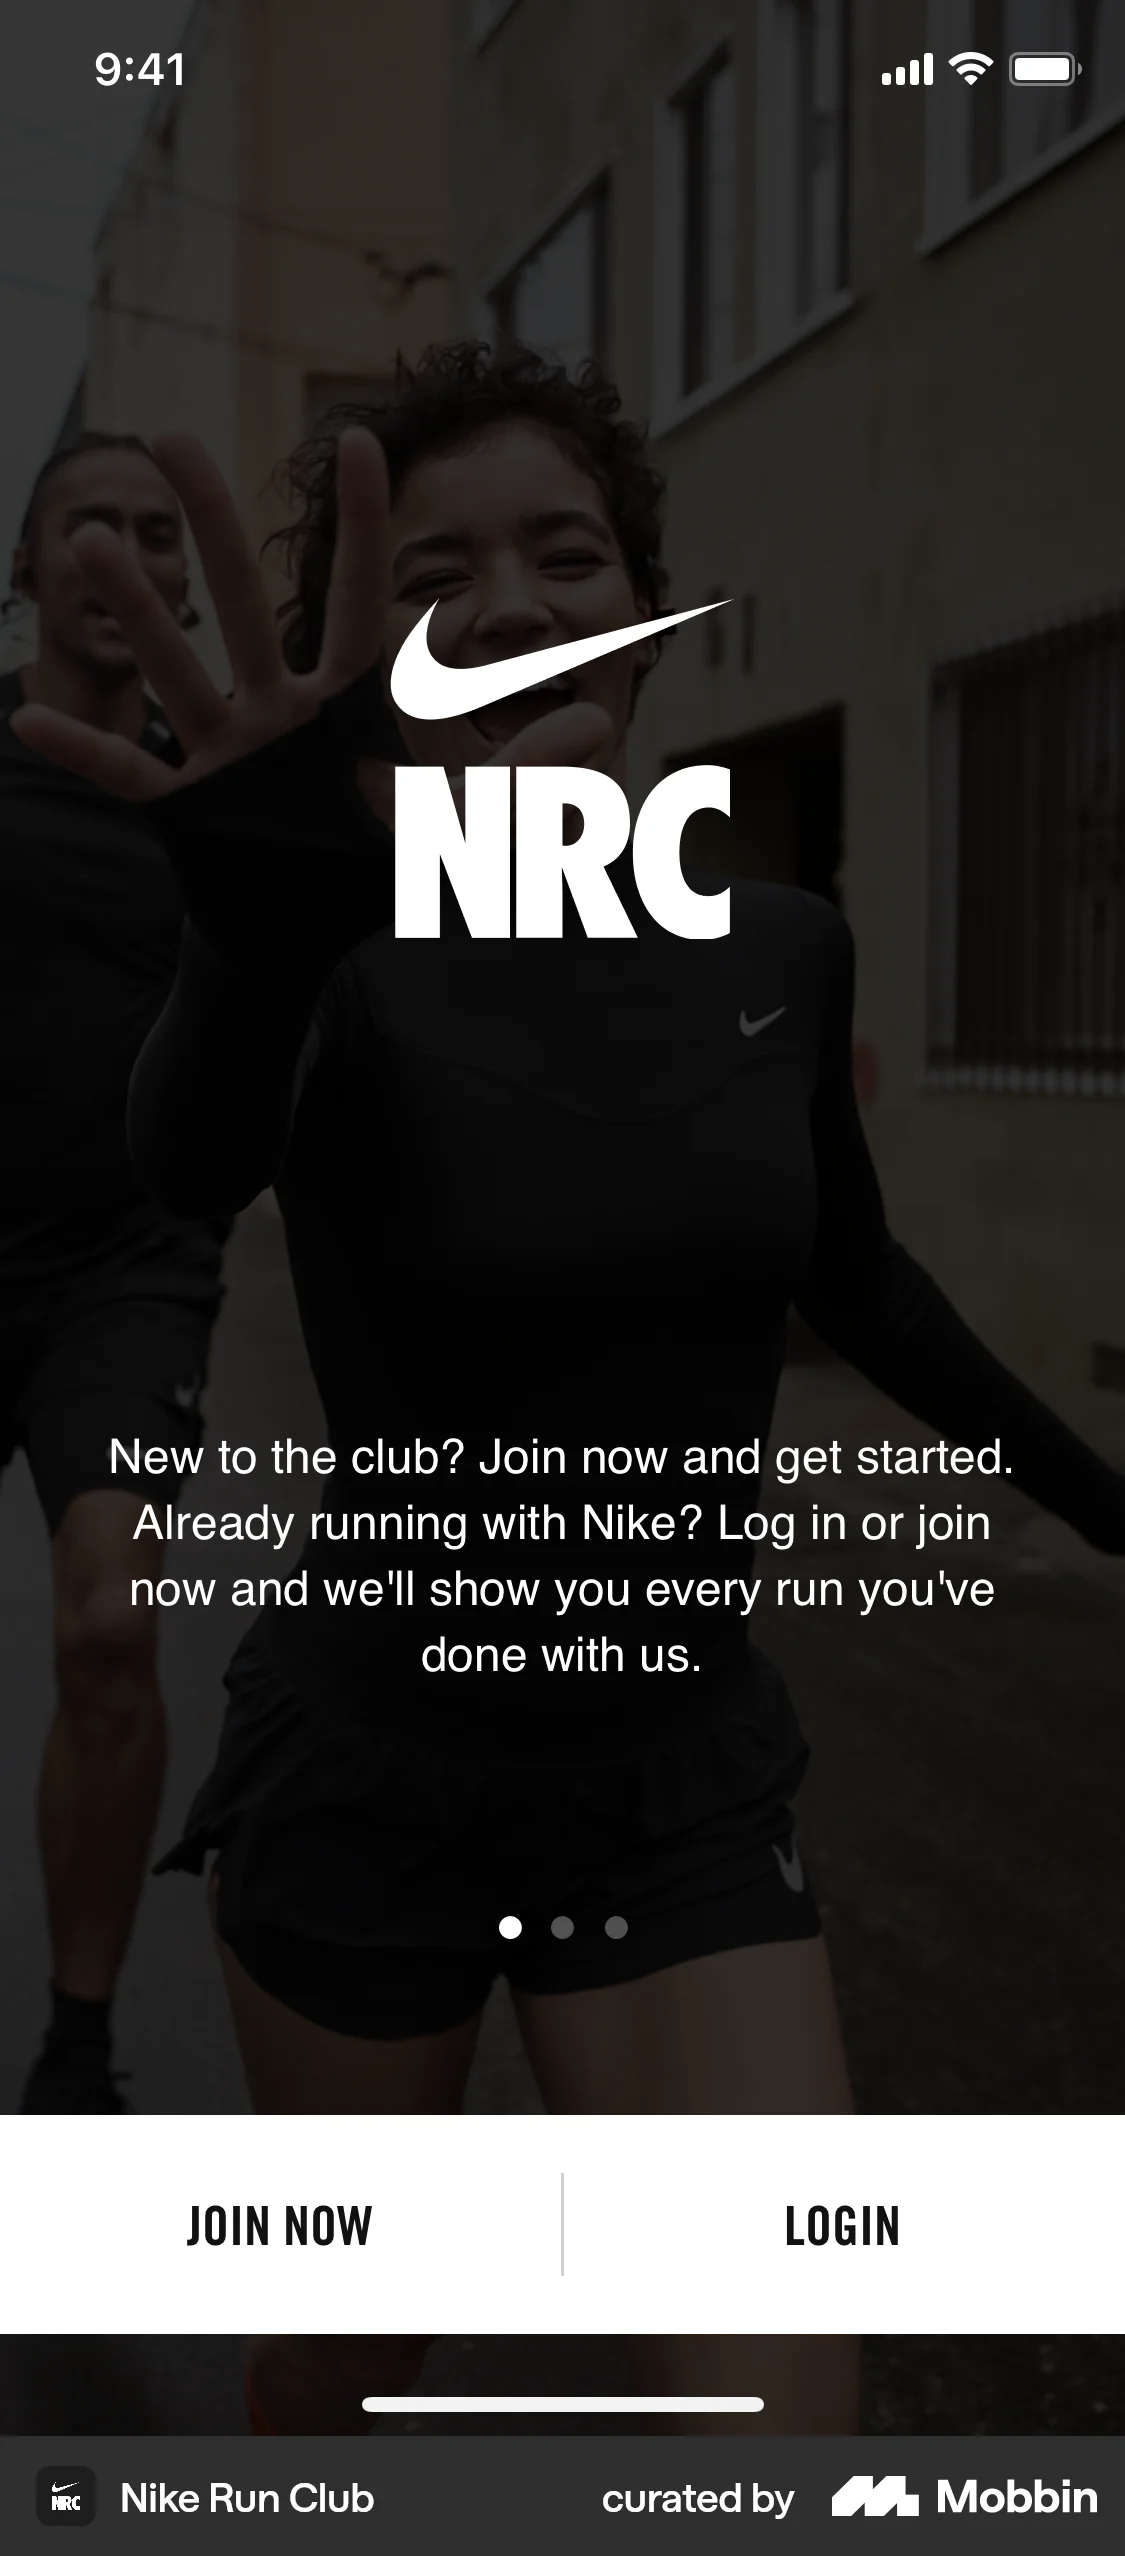 9:41
NRC
New to the club? Join now and get started.
Already running with Nike? Log in or join
now and we'll show you every run you've
done with us.
JOIN NOW
LOGIN
NRC
Nike Run Club
curated by
Mobbin